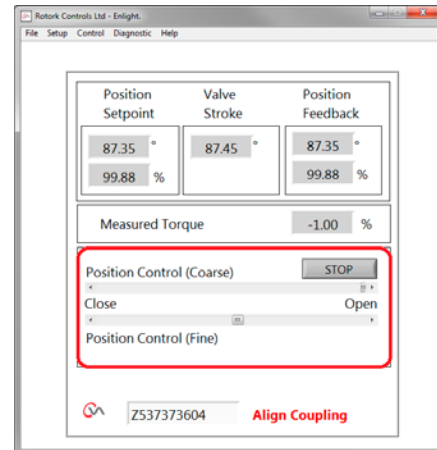 Rotork Controls Ltd - Enlight.
File Setup Control Diagnostic Help
Position Setpoint Valve Stroke Position Feedback
87.35 ° 87.45 ° 87.35 °
99.88 % 99.88 %
Measured Torque -1.00 %
Position Control (Coarse) STOP
Close Open
Position Control (Fine)
Z537373604 Align Coupling